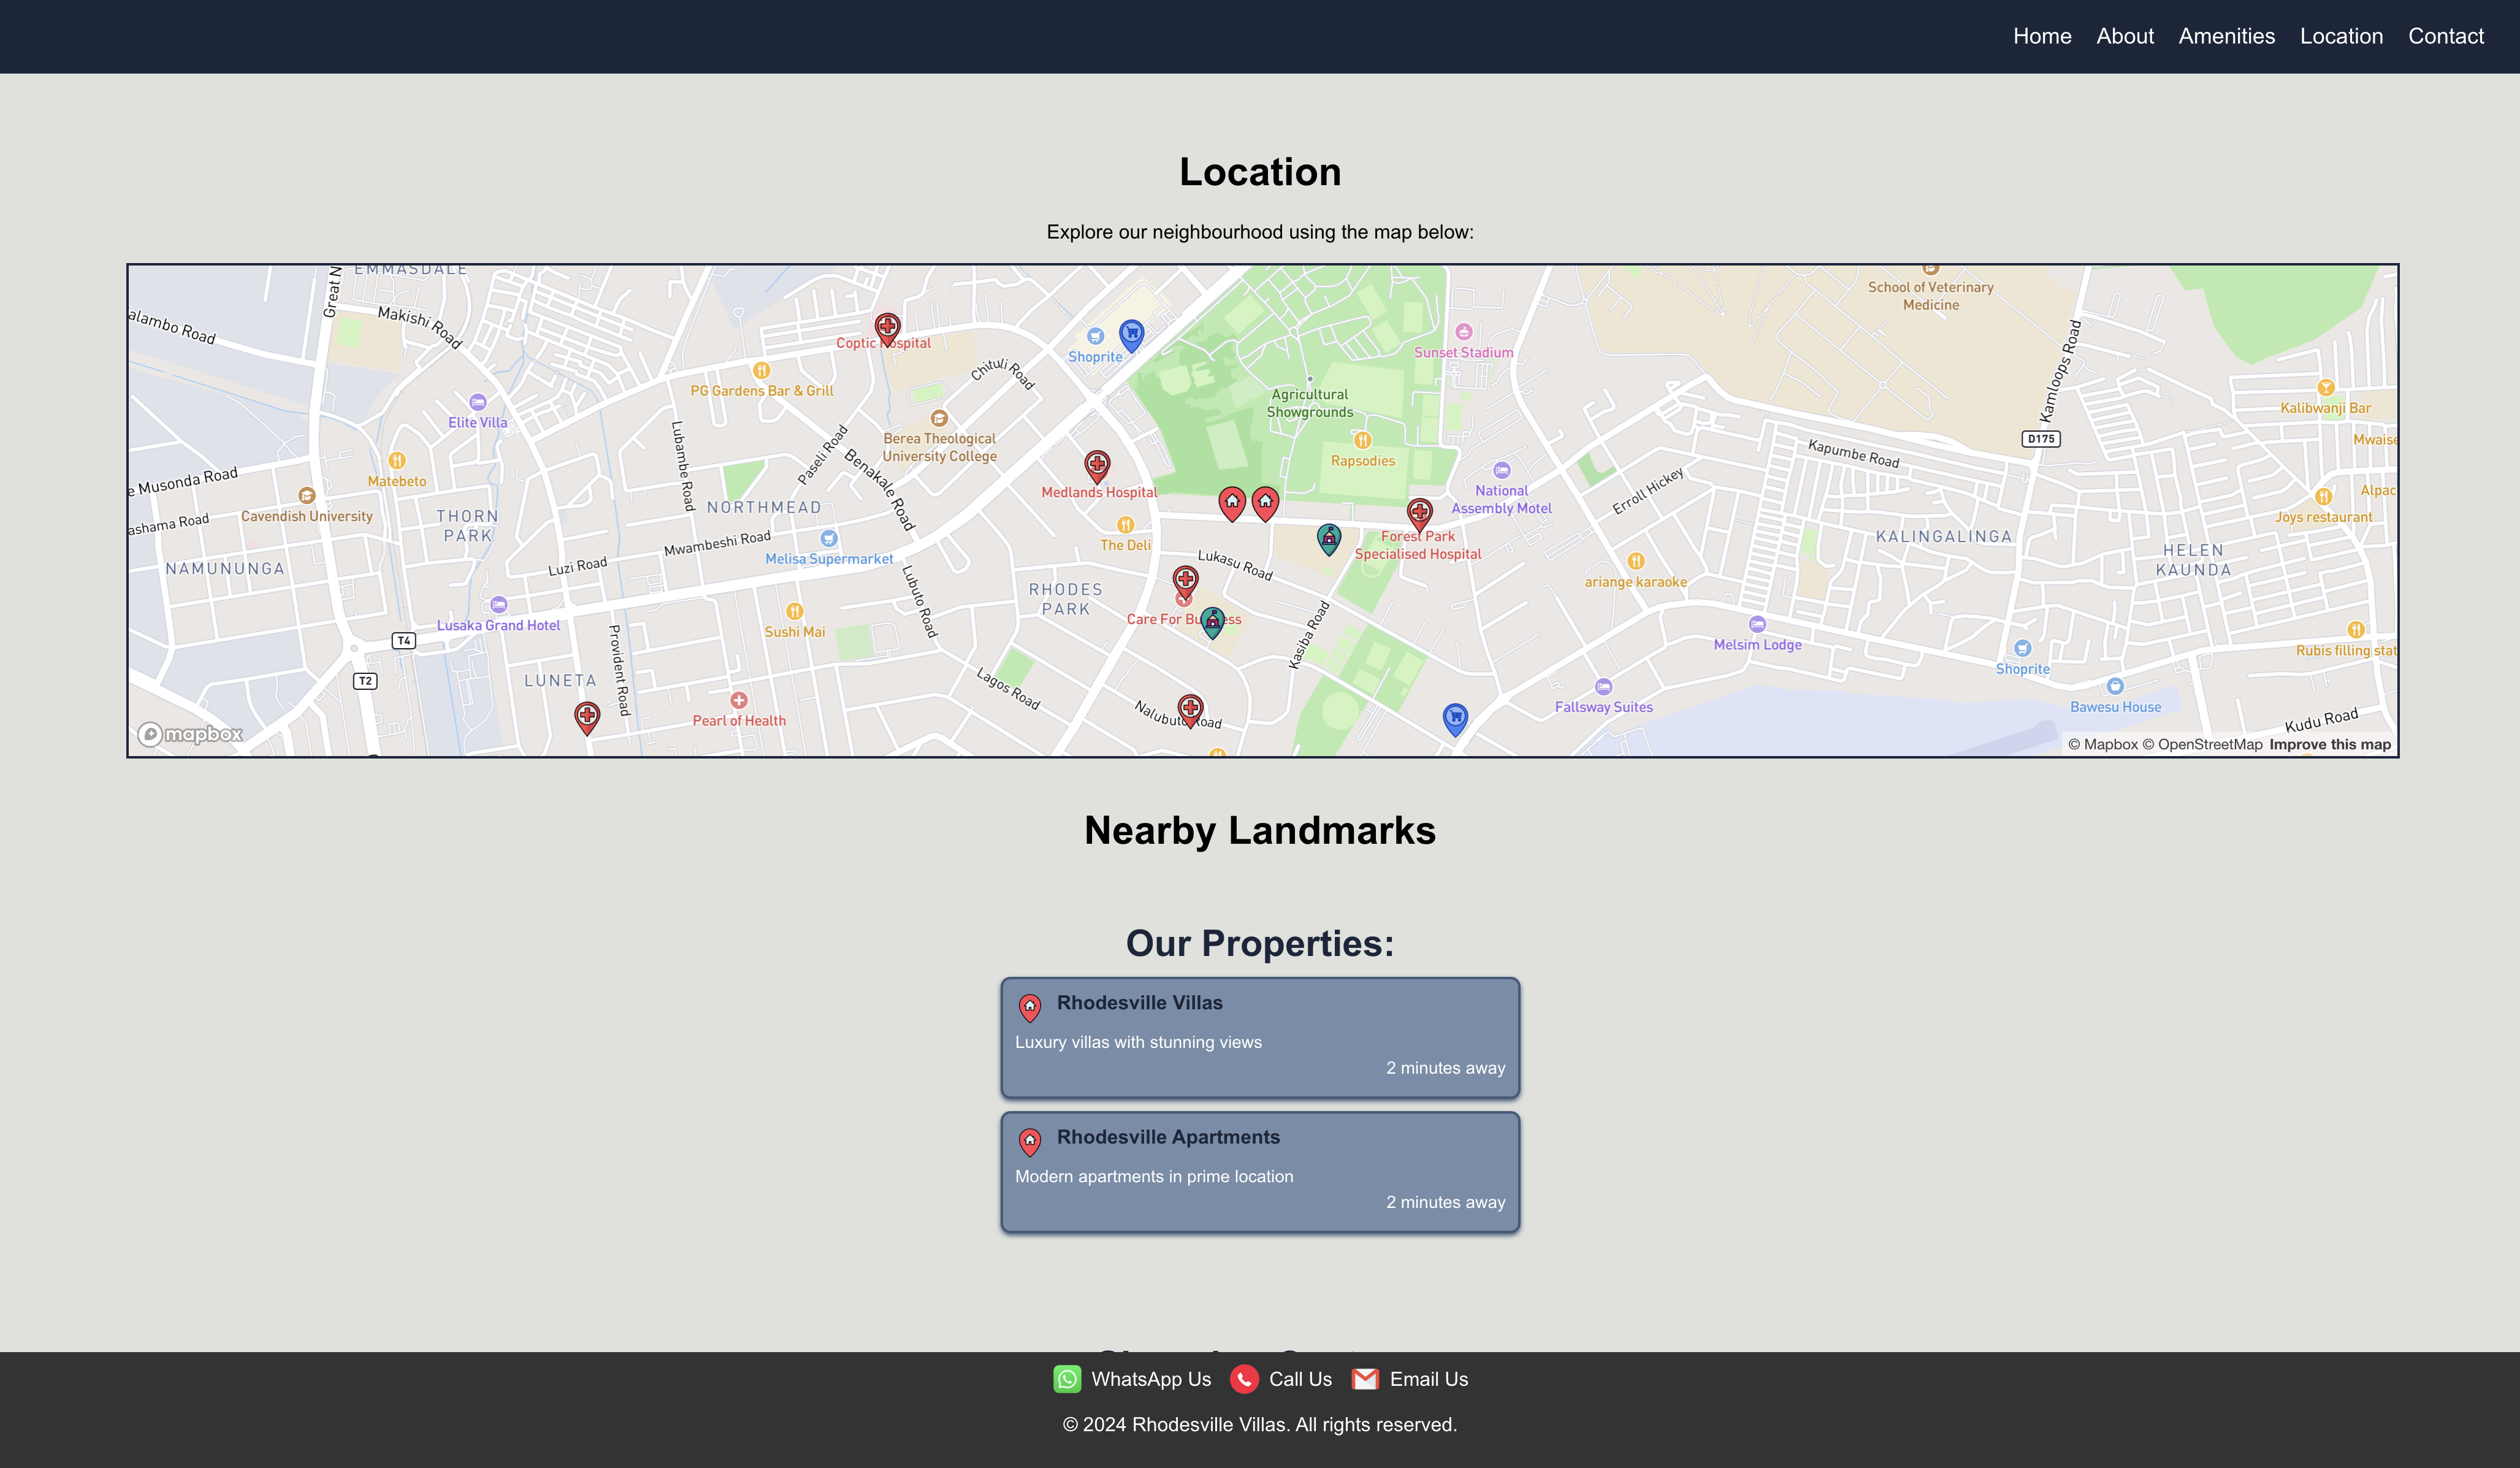 Home About Amenities Location Contact
Location
Explore our neighbourhood using the map below:
EMMASDALE
Great N
Makishi Road
alambo Road
Coptic Hospital
Shoprite
Chituli Road
PG Gardens Bar & Grill
Elite Villa
Agricultural
Showgrounds
Sunset Stadium
School of Veterinary
Medicine
Kamloops Road
Kalibwanji Bar
Berea Theological
University College
Lubambe Road
Paseli Road
Benakale Road
Rapsodies
D175
Mwaise
Kapumbe Road
e Musonda Road
Matebeto
Medlands Hospital
National
Assembly Motel
Erroll Hickey
Alpac
Joys restaurant
Cavendish University
ashama Road
THORN
PARK
NORTHMEAD
Mwambeshi Road
Melisa Supermarket
The Deli
Forest Park
Specialised Hospital
KALINGALINGA
HELEN
KAUNDA
NAMUNUNGA
Luzi Road
Lubuto Road
RHODES
PARK
Lukasu Road
ariange karaoke
Lusaka Grand Hotel
Sushi Mai
Care For Bu ess
Kasiba Road
Melsim Lodge
T4
Provident Road
Shoprite
Rubis filling stat
T2
LUNETA
Lagos Road
Pearl of Health
Nalubuto Road
Fallsway Suites
Bawesu House
Kudu Road
mapbox
© Mapbox © OpenStreetMap Improve this map
Nearby Landmarks
Our Properties:
Rhodesville Villas
Luxury villas with stunning views
2 minutes away
Rhodesville Apartments
Modern apartments in prime location
2 minutes away
WhatsApp Us Call Us Email Us
© 2024 Rhodesville Villas. All rights reserved.